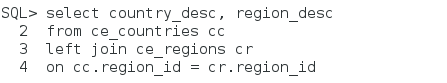 SQL> select country_desc, region_desc
2 from ce_countries cc
3 left join ce_regions cr
4 on cc.region_id = cr.region_id